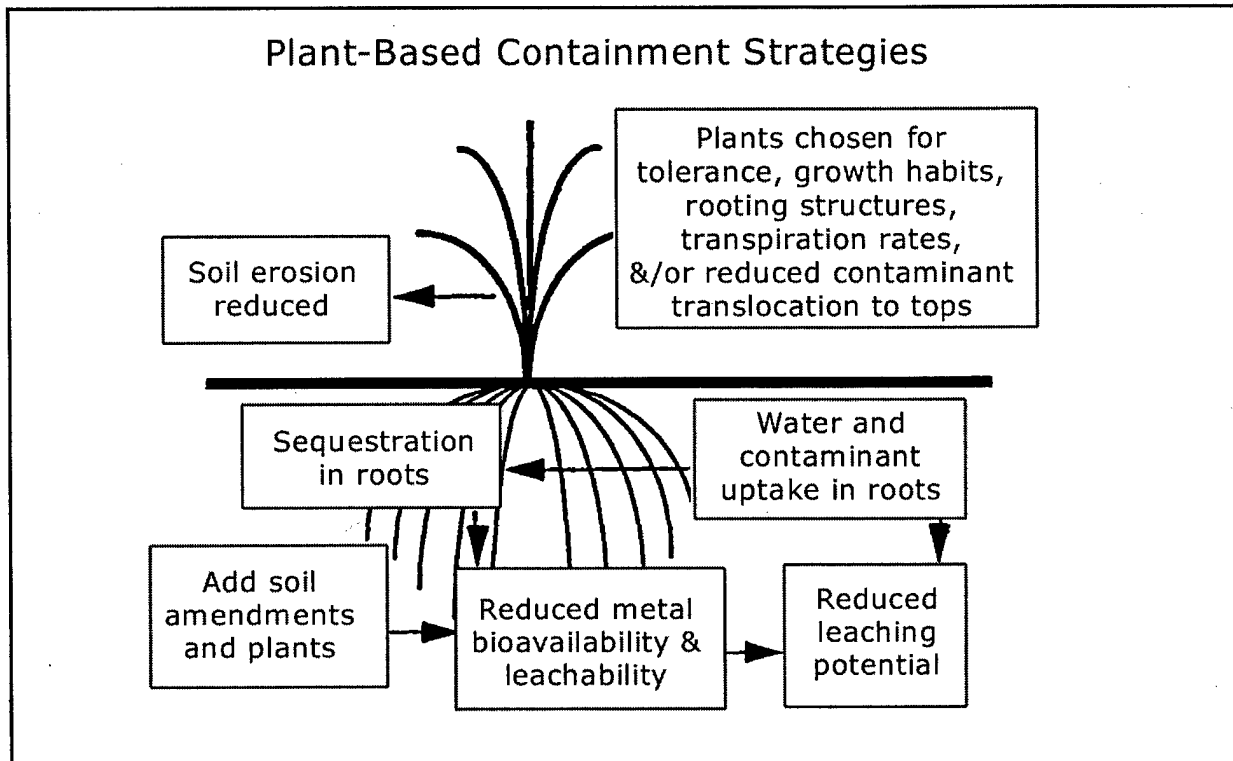 Plant-Based Containment Strategies
Plants chosen for
tolerance, growth habits,
rooting structures,
transpiration rates,
&/or reduced contaminant
translocation to tops
Soil erosion
reduced
Sequestration
in roots
Water and
contaminant
uptake in roots
Add soil
amendments
and plants
Reduced metal
bioavailability &
leachability
Reduced
leaching
potential